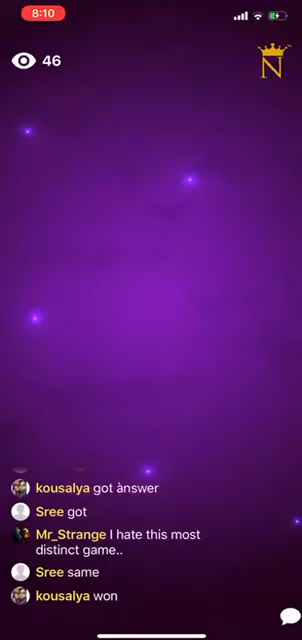 8:10
46
N
kousalya got ànswer
Sree got
Mr_Strange I hate this most
distinct game..
Sree same
kousalya won